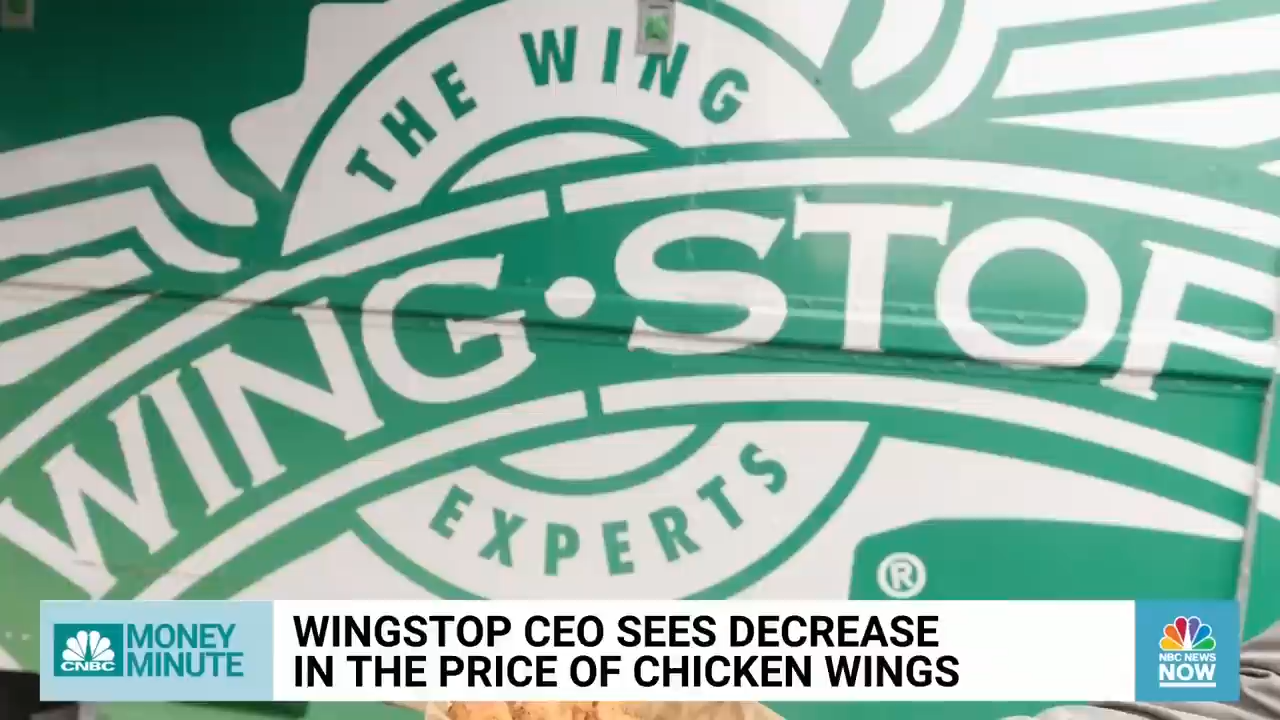 THE WING
WING·STOP
EXPERTS
®
CNBC
MONEY
MINUTE
WINGSTOP CEO SEES DECREASE
IN THE PRICE OF CHICKEN WINGS
NBC NEWS
NOW